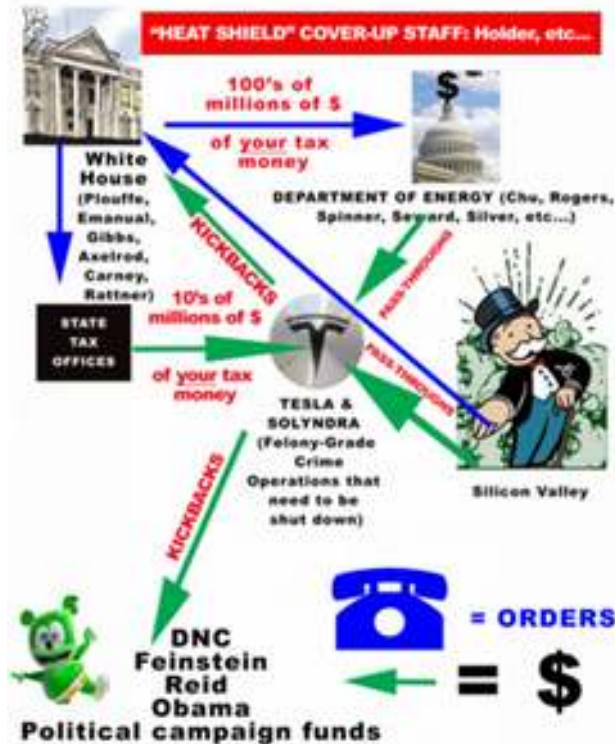 "HEAT SHIELD" COVER-UP STAFF: Holder, etc...
$
100's of
millions of $
of your tax
money
White
House
(Plouffe,
Emanual,
Gibbs,
Axelrod,
Carney,
Rattner)
DEPARTMENT OF ENERGY (Chu, Rogers,
Spinner, Seward, Silver, etc...)
KICKBACKS
PASS-THROUGHS
PASS-THROUGHS
STATE
TAX
OFFICES
10's of
millions of $
of your tax
money
TESLA &
SOLYNDRA
(Felony-Grade
Crime
Operations that
need to be
shut down)
Silicon Valley
KICKBACKS
= ORDERS
DNC
Feinstein
Reid
Obama
Political campaign funds
= $